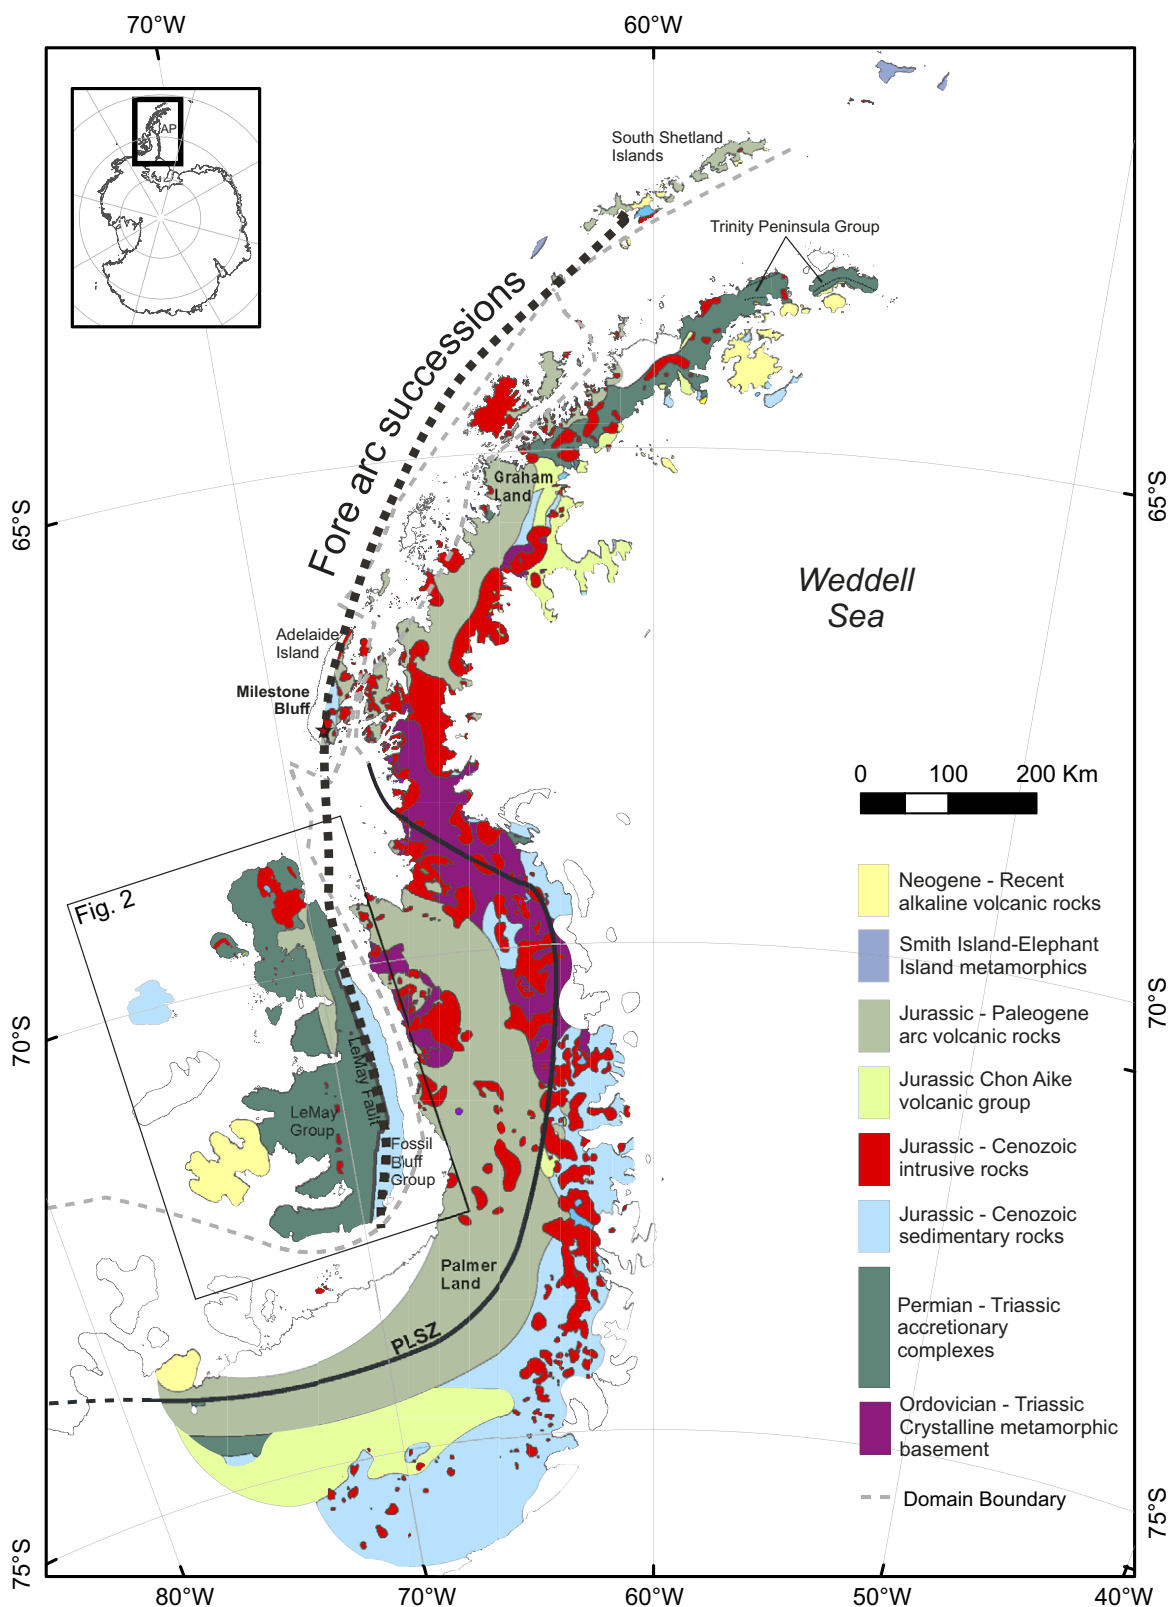 70°W
60°W
AP
South Shetland
Islands
Trinity Peninsula Group
Fore arc successions
Graham
Land
65°S
65°S
Weddell
Sea
Adelaide
Island
Milestone
Bluff
0 100 200 Km
Fig. 2
Neogene - Recent
alkaline volcanic rocks
Smith Island-Elephant
Island metamorphics
Jurassic - Paleogene
arc volcanic rocks
Jurassic Chon Aike
volcanic group
Jurassic - Cenozoic
intrusive rocks
Jurassic - Cenozoic
sedimentary rocks
Permian - Triassic
accretionary
complexes
Ordovician - Triassic
Crystalline metamorphic
basement
Domain Boundary
70°S
70°S
LeMay Fault
LeMay
Group
Fossil
Bluff
Group
Palmer
Land
PLSZ
75°S
75°S
80°W
70°W
60°W
50°W
40°W